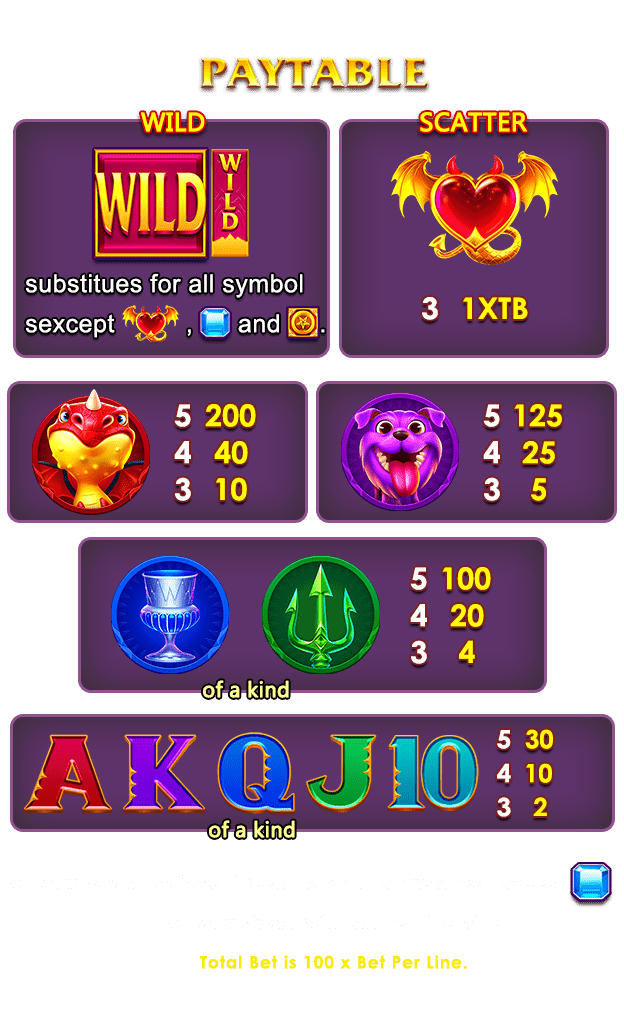 PAYTABLE
WILD
WILD WILD
substitues for all symbol
sexcept , and .
SCATTER
3 1XTB
5 200
4 40
3 10
5 125
4 25
3 5
W
5 100
4 20
3 4
of a kind
A K Q J 10
5 30
4 10
3 2
of a kind
Total Bet is 100 x Bet Per Line.